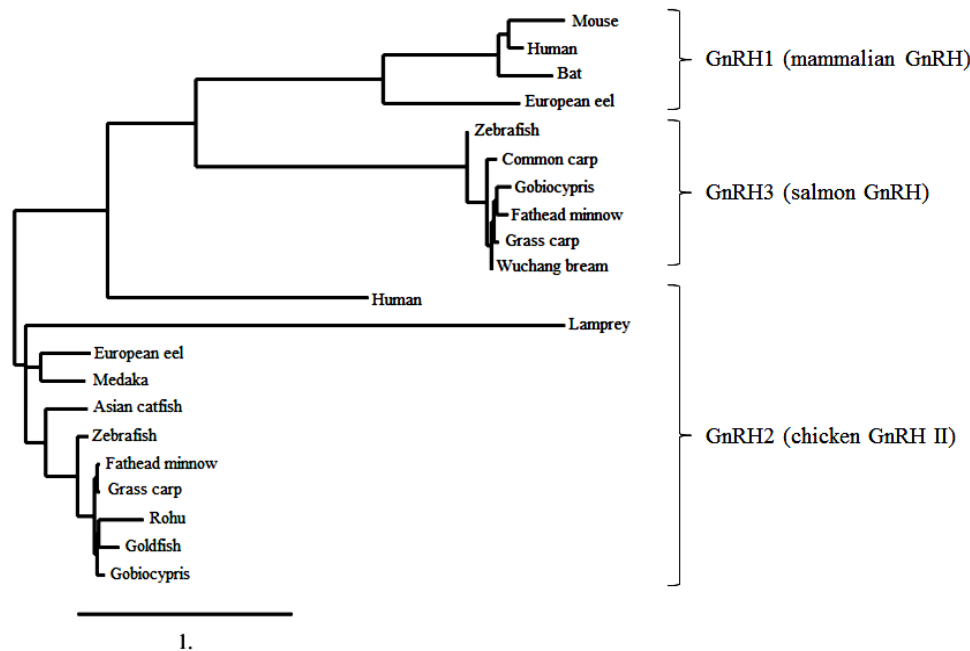 Mouse
Human
Bat
European eel
GnRH1 (mammalian GnRH)
Zebrafish
Common carp
Gobiocypris
Fathead minnow
Grass carp
Wuchang bream
GnRH3 (salmon GnRH)
Human
Lamprey
European eel
Medaka
Asian catfish
Zebrafish
Fathead minnow
Grass carp
Rohu
Goldfish
Gobiocypris
GnRH2 (chicken GnRH II)
1.